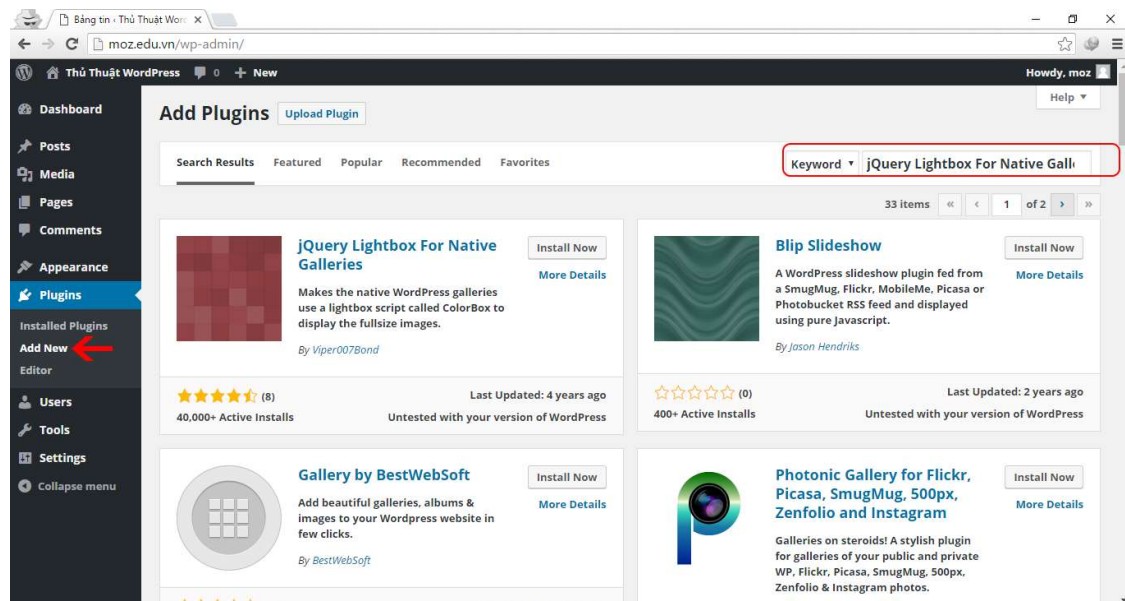 Bảng tin ‹ Thủ Thuật Word
moz.edu.vn/wp-admin/
Thủ Thuật WordPress 0 + New Howdy, moz
Help ▼
Dashboard
Posts
Media
Pages
Comments
Appearance
Plugins
Installed Plugins
Add New
Editor
Users
Tools
Settings
Collapse menu
Add Plugins Upload Plugin
Search Results Featured Popular Recommended Favorites Keyword ▼ jQuery Lightbox For Native Gall
33 items « ‹ 1 of 2 › »
jQuery Lightbox For Native
Galleries
Install Now
More Details
Makes the native WordPress galleries
use a lightbox script called ColorBox to
display the fullsize images.
By Viper007Bond
(8)
40,000+ Active Installs
Last Updated: 4 years ago
Untested with your version of WordPress
Blip Slideshow
Install Now
More Details
A WordPress slideshow plugin fed from
a SmugMug, Flickr, MobileMe, Picasa or
Photobucket RSS feed and displayed
using pure Javascript.
By Jason Hendriks
(0)
400+ Active Installs
Last Updated: 2 years ago
Untested with your version of WordPress
Gallery by BestWebSoft
Install Now
More Details
Add beautiful galleries, albums &
images to your Wordpress website in
few clicks.
By BestWebSoft
Photonic Gallery for Flickr,
Picasa, SmugMug, 500px,
Zenfolio and Instagram
Install Now
More Details
Galleries on steroids! A stylish plugin
for galleries of your public and private
WP, Flickr, Picasa, SmugMug, 500px,
Zenfolio & Instagram photos.